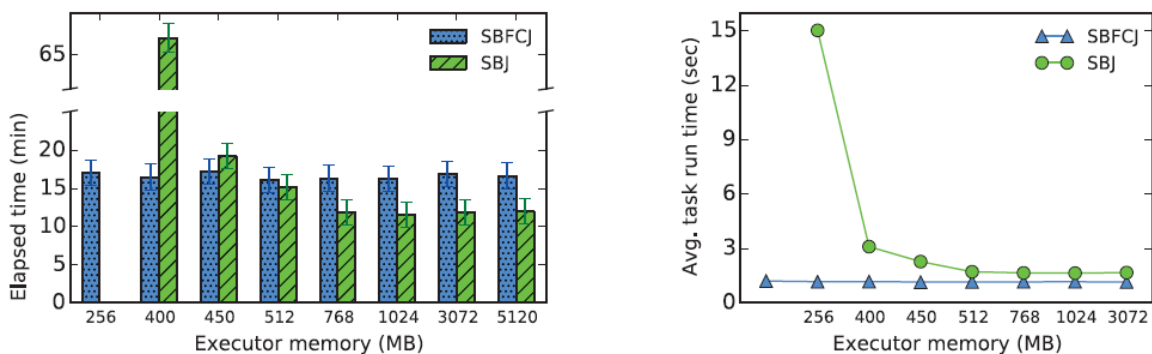 65
20
15
10
5
0
Elapsed time (min)
SBFCJ
SBJ
256 400 450 512 768 1024 3072 5120
Executor memory (MB)
15
12
9
6
3
0
Avg. task run time (sec)
SBFCJ
SBJ
256 400 450 512 768 1024 3072
Executor memory (MB)